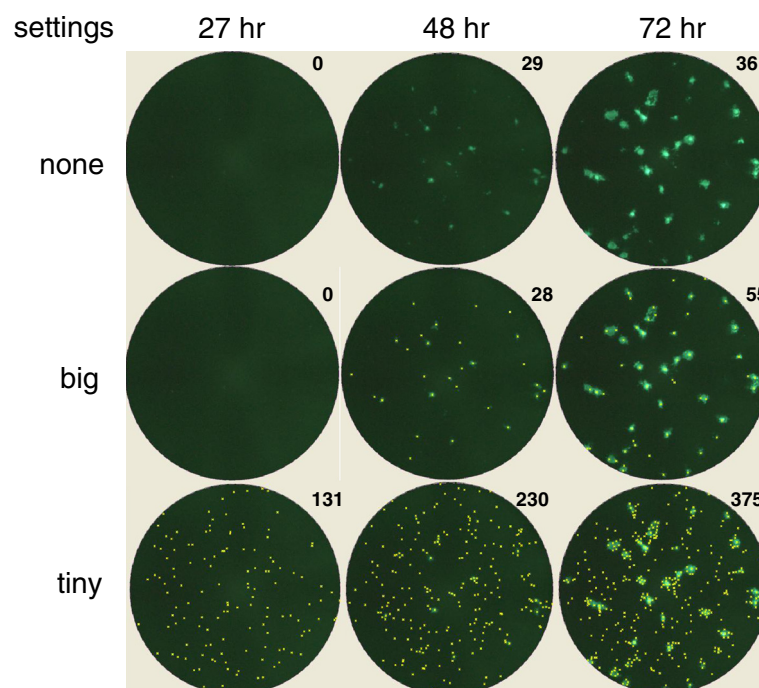 settings 27 hr 48 hr 72 hr
0 29 36
none
0 28 55
big
131 230 375
tiny